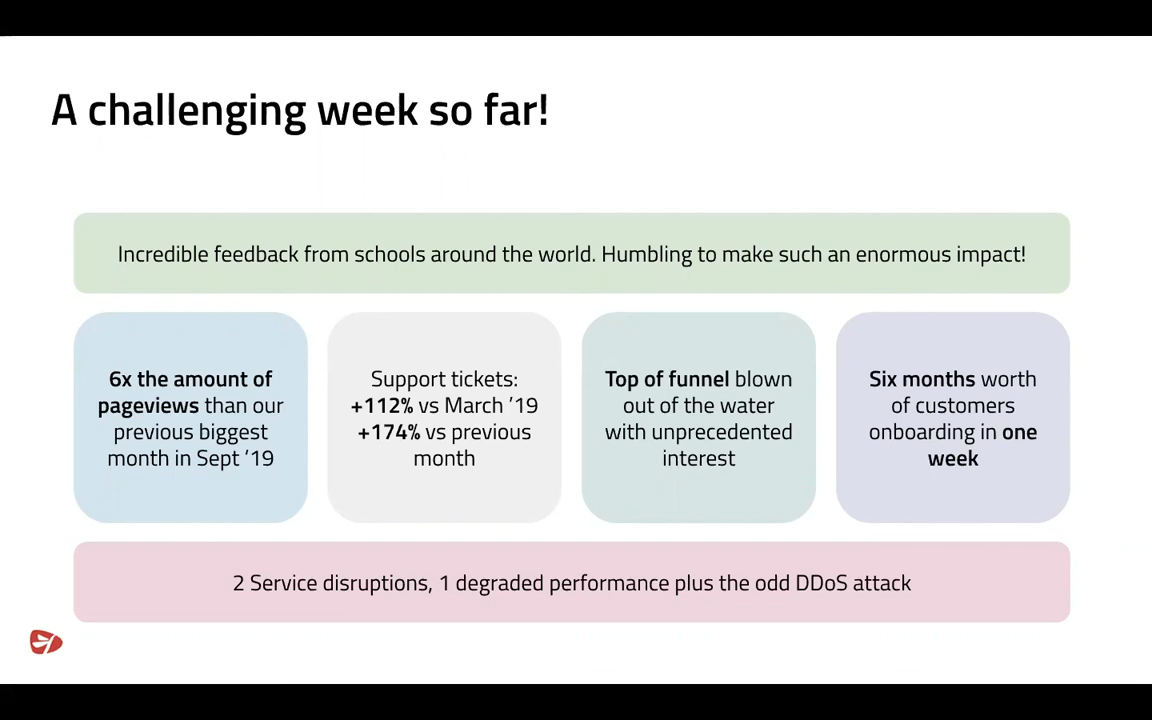 A challenging week so far!
Incredible feedback from schools around the world. Humbling to make such an enormous impact!
6x the amount of
pageviews than our
previous biggest
month in Sept ’19
Support tickets:
+112% vs March ’19
+174% vs previous
month
Top of funnel blown
out of the water
with unprecedented
interest
Six months worth
of customers
onboarding in one
week
2 Service disruptions, 1 degraded performance plus the odd DDoS attack